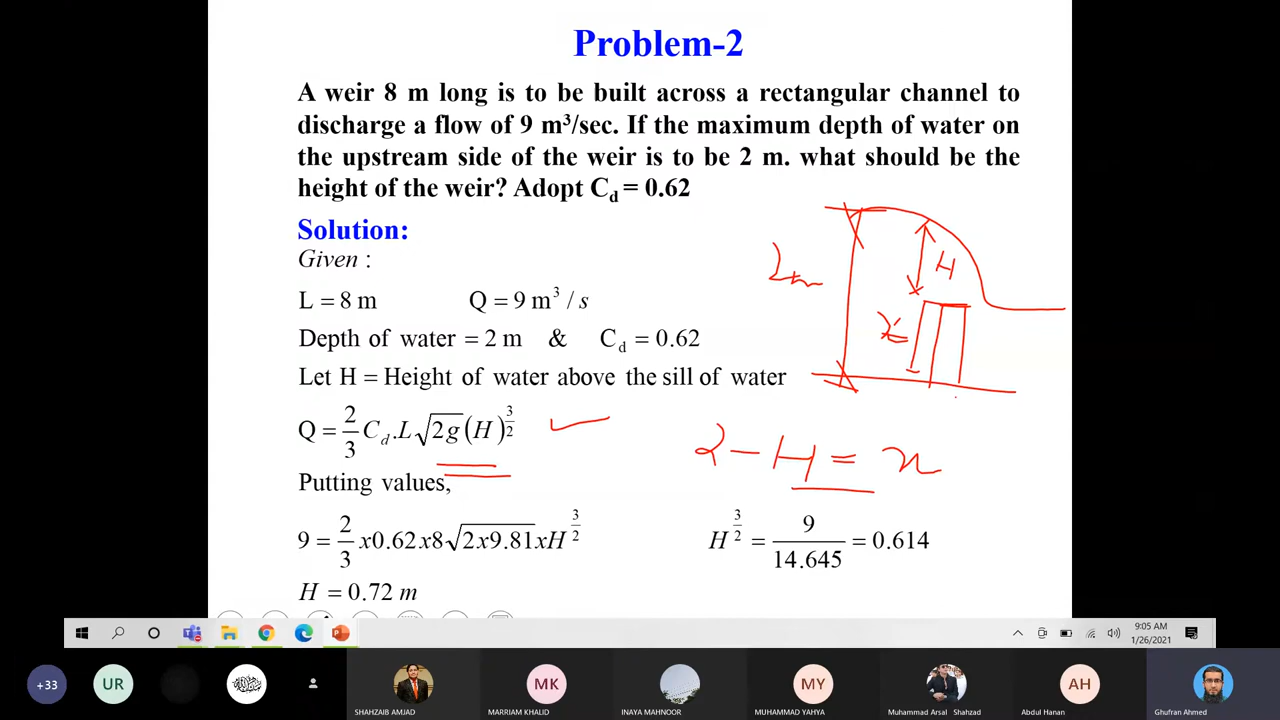 Problem-2
A weir 8 m long is to be built across a rectangular channel to
discharge a flow of 9 m³/sec. If the maximum depth of water on
the upstream side of the weir is to be 2 m. what should be the
height of the weir? Adopt C_d = 0.62
Solution:
Given :
L = 8 m Q = 9 m³ / s
Depth of water = 2 m & C_d = 0.62
Let H = Height of water above the sill of water
Q = 2/3 C_d.L√2g(H)^3/2
Putting values,
9 = 2/3 x0.62x8√2x9.81xH^3/2
H^3/2 = 9/14.645 = 0.614
H = 0.72 m
2m
H
2 - H = x
9:05 AM
1/26/2021
+33
UR
SHAHZAIB AMJAD
MK
MARRIAM KHALID
INAYA MAHNOOR
MY
MUHAMMAD YAHYA
Muhammad Arsal Shahzad
AH
Abdul Hanan
Ghufran Ahmed